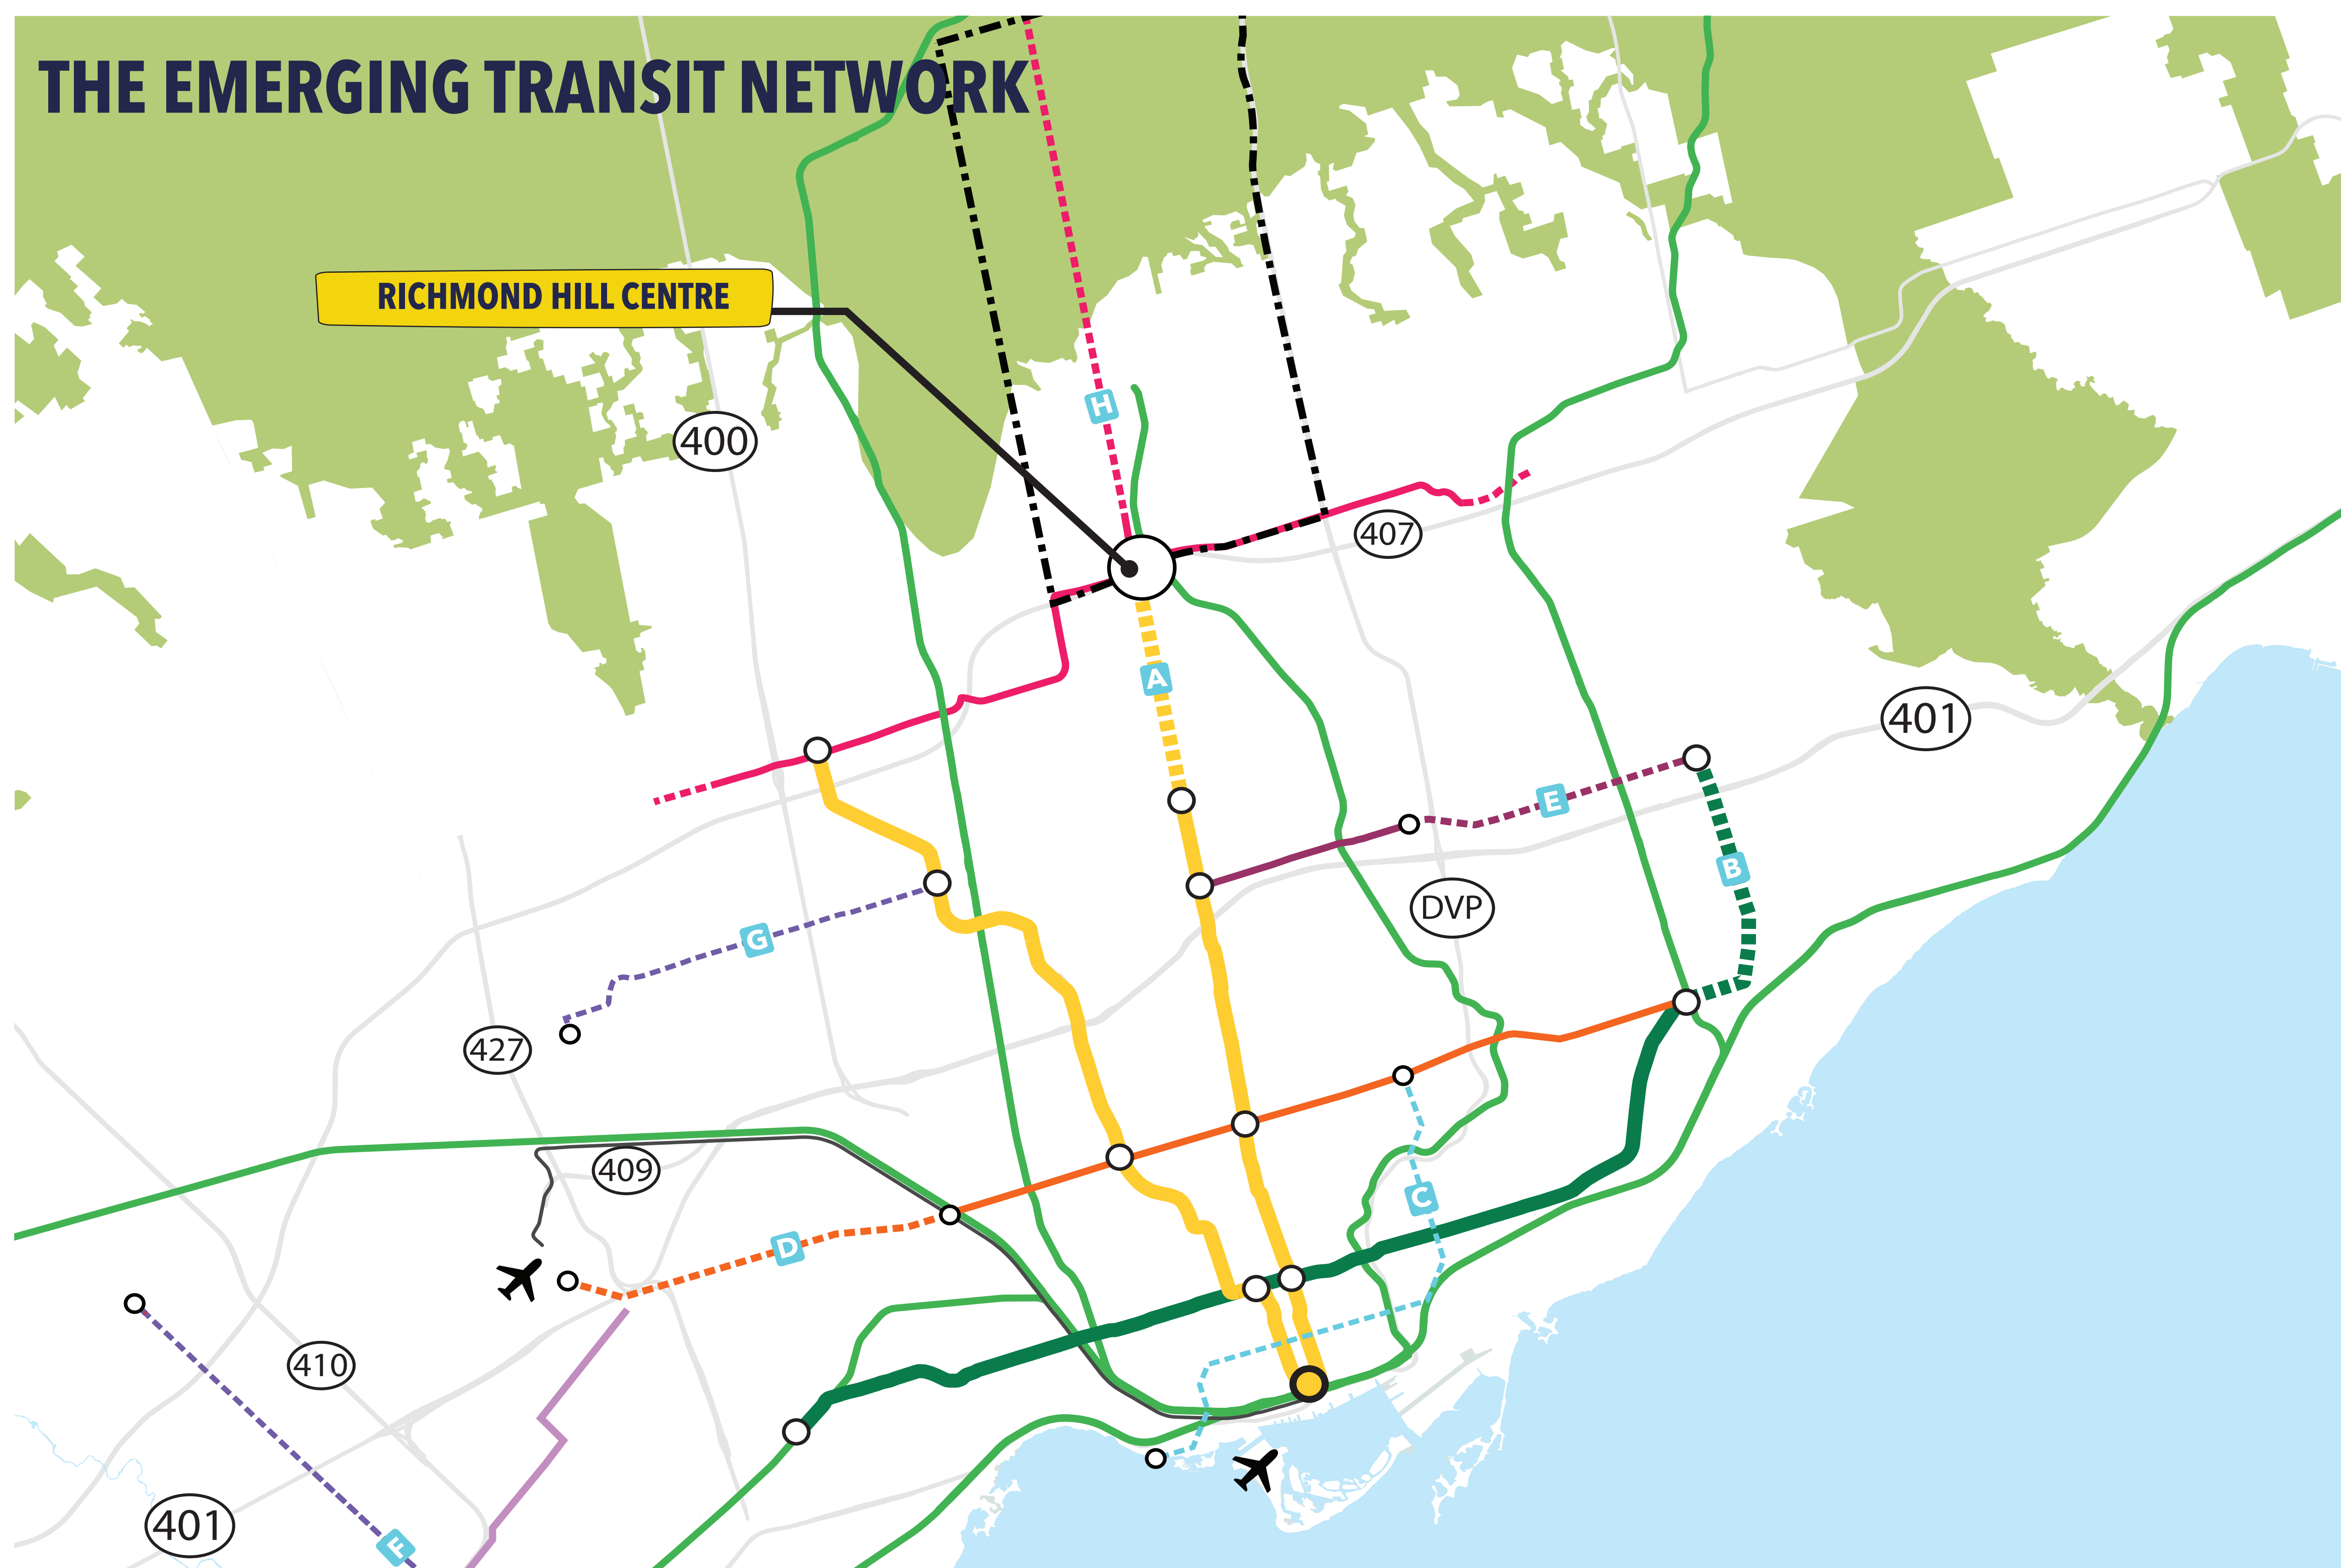 THE EMERGING TRANSIT NETWORK
RICHMOND HILL CENTRE
H
400
407
A
401
E
B
DVP
G
427
409
C
D
410
401
F